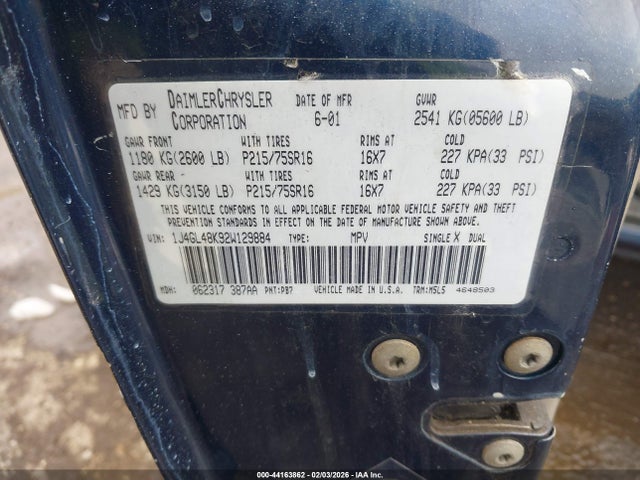 MFD BY DAIMLERCHRYSLER CORPORATION DATE OF MFR 6-01 GVWR 2541 KG(05600 LB)
GAWR FRONT WITH TIRES RIMS AT COLD
1180 KG(2600 LB) P215/75SR16 16X7 227 KPA(33 PSI)
GAWR REAR WITH TIRES RIMS AT COLD
1429 KG(3150 LB) P215/75SR16 16X7 227 KPA(33 PSI)
THIS VEHICLE CONFORMS TO ALL APPLICABLE FEDERAL MOTOR VEHICLE SAFETY AND THEFT
PREVENTION STANDARDS IN EFFECT ON THE DATE OF MANUFACTURE SHOWN ABOVE.
VIN: 1J4GL48K92W129884 TYPE: MPV SINGLE X DUAL
MDH: 062317 387AA PNT:PB7 VEHICLE MADE IN U.S.A. TRM:M5L5 4648503
000-44163862 - 02/03/2026 - IAAI.COM